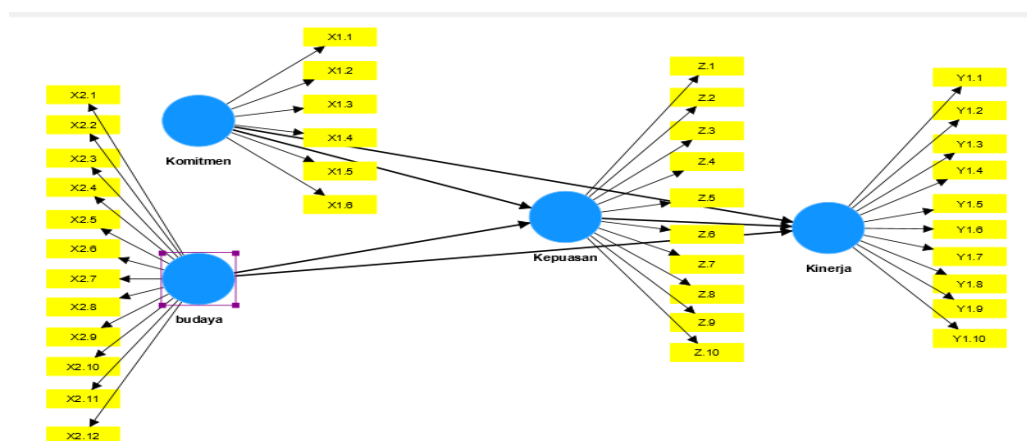 X1.1
X1.2
X1.3
X1.4
X1.5
X1.6
Komitmen
X2.1
X2.2
X2.3
X2.4
X2.5
X2.6
X2.7
X2.8
X2.9
X2.10
X2.11
X2.12
budaya
Z.1
Z.2
Z.3
Z.4
Z.5
Z.6
Z.7
Z.8
Z.9
Z.10
Kepuasan
Y1.1
Y1.2
Y1.3
Y1.4
Y1.5
Y1.6
Y1.7
Y1.8
Y1.9
Y1.10
Kinerja